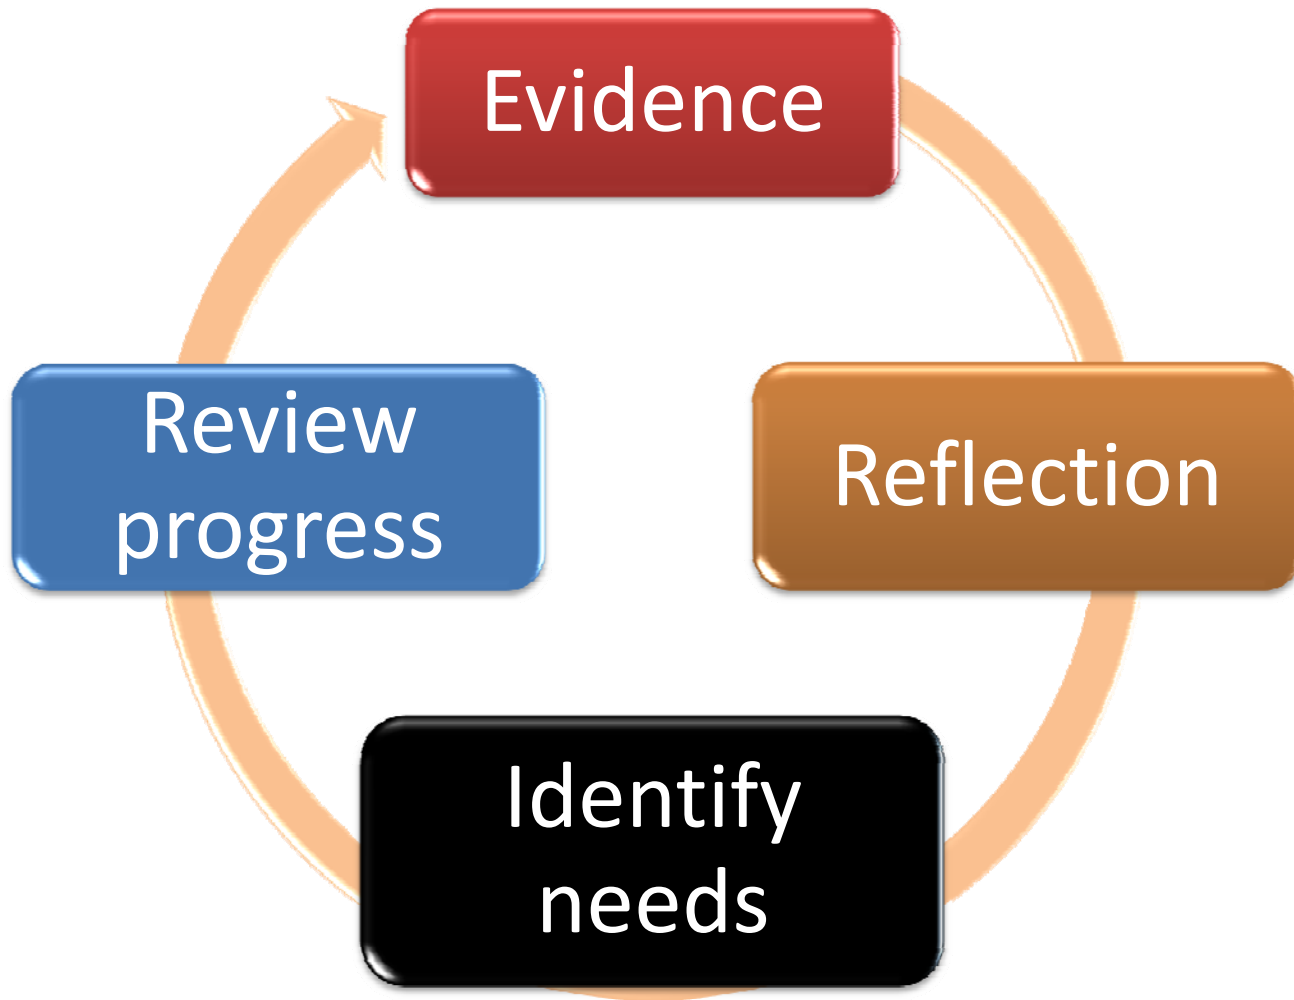 Evidence
Reflection
Identify
needs
Review
progress